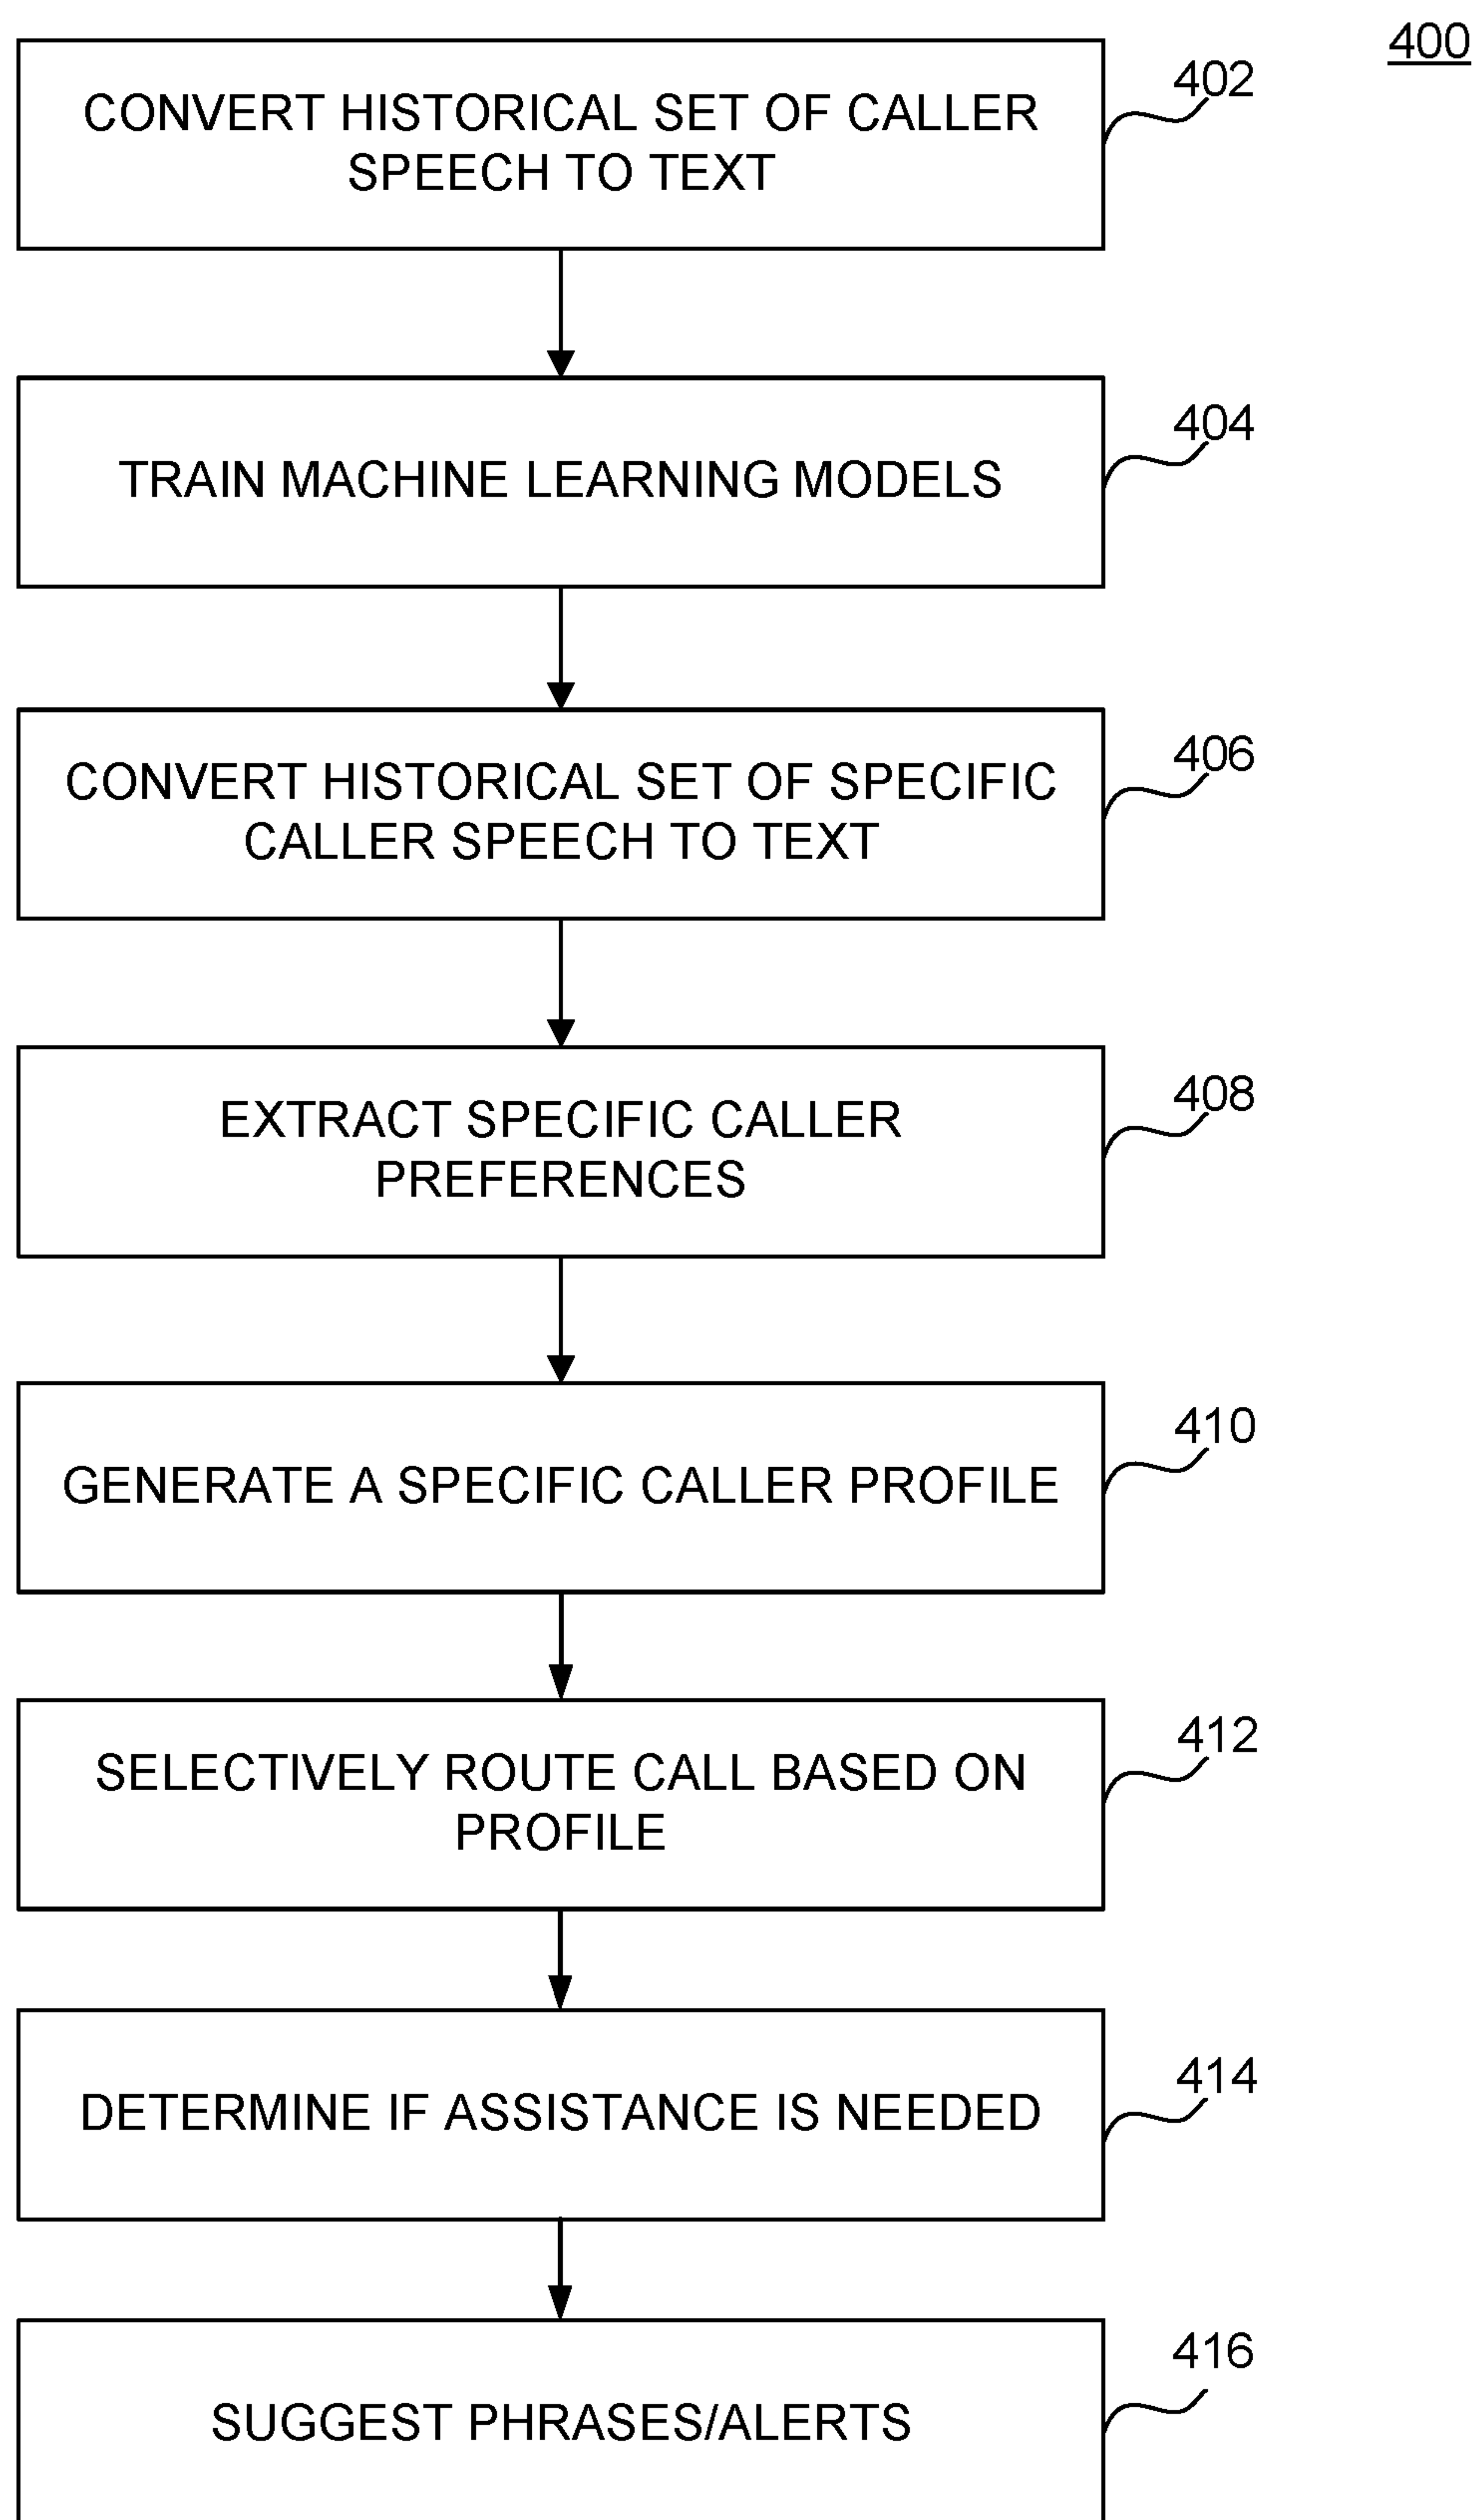 400
402
CONVERT HISTORICAL SET OF CALLER
SPEECH TO TEXT
404
TRAIN MACHINE LEARNING MODELS
406
CONVERT HISTORICAL SET OF SPECIFIC
CALLER SPEECH TO TEXT
408
EXTRACT SPECIFIC CALLER
PREFERENCES
410
GENERATE A SPECIFIC CALLER PROFILE
412
SELECTIVELY ROUTE CALL BASED ON
PROFILE
414
DETERMINE IF ASSISTANCE IS NEEDED
416
SUGGEST PHRASES/ALERTS